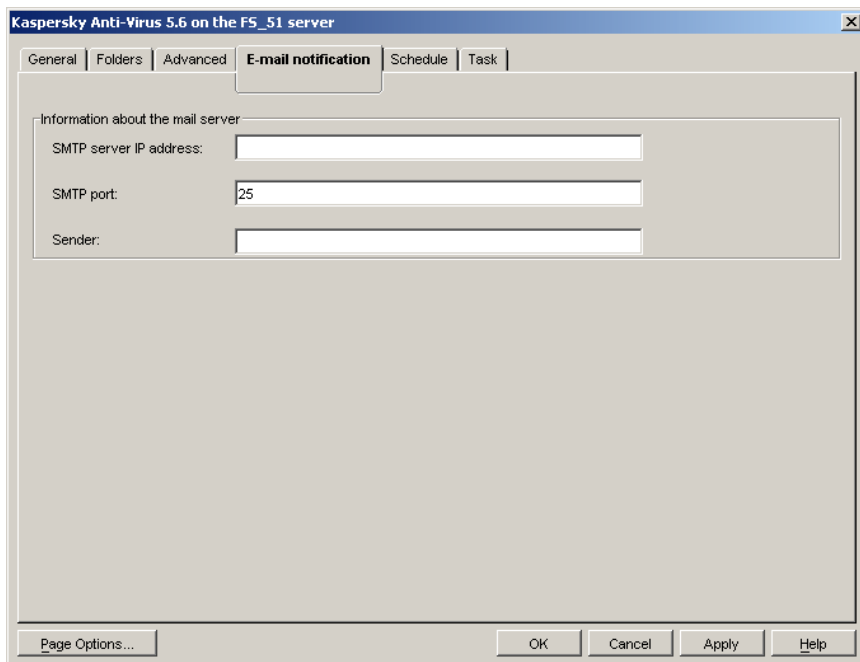 Kaspersky Anti-Virus 5.6 on the FS_51 server
General Folders Advanced E-mail notification Schedule Task
Information about the mail server
SMTP server IP address:
SMTP port: 25
Sender:
Page Options... OK Cancel Apply Help